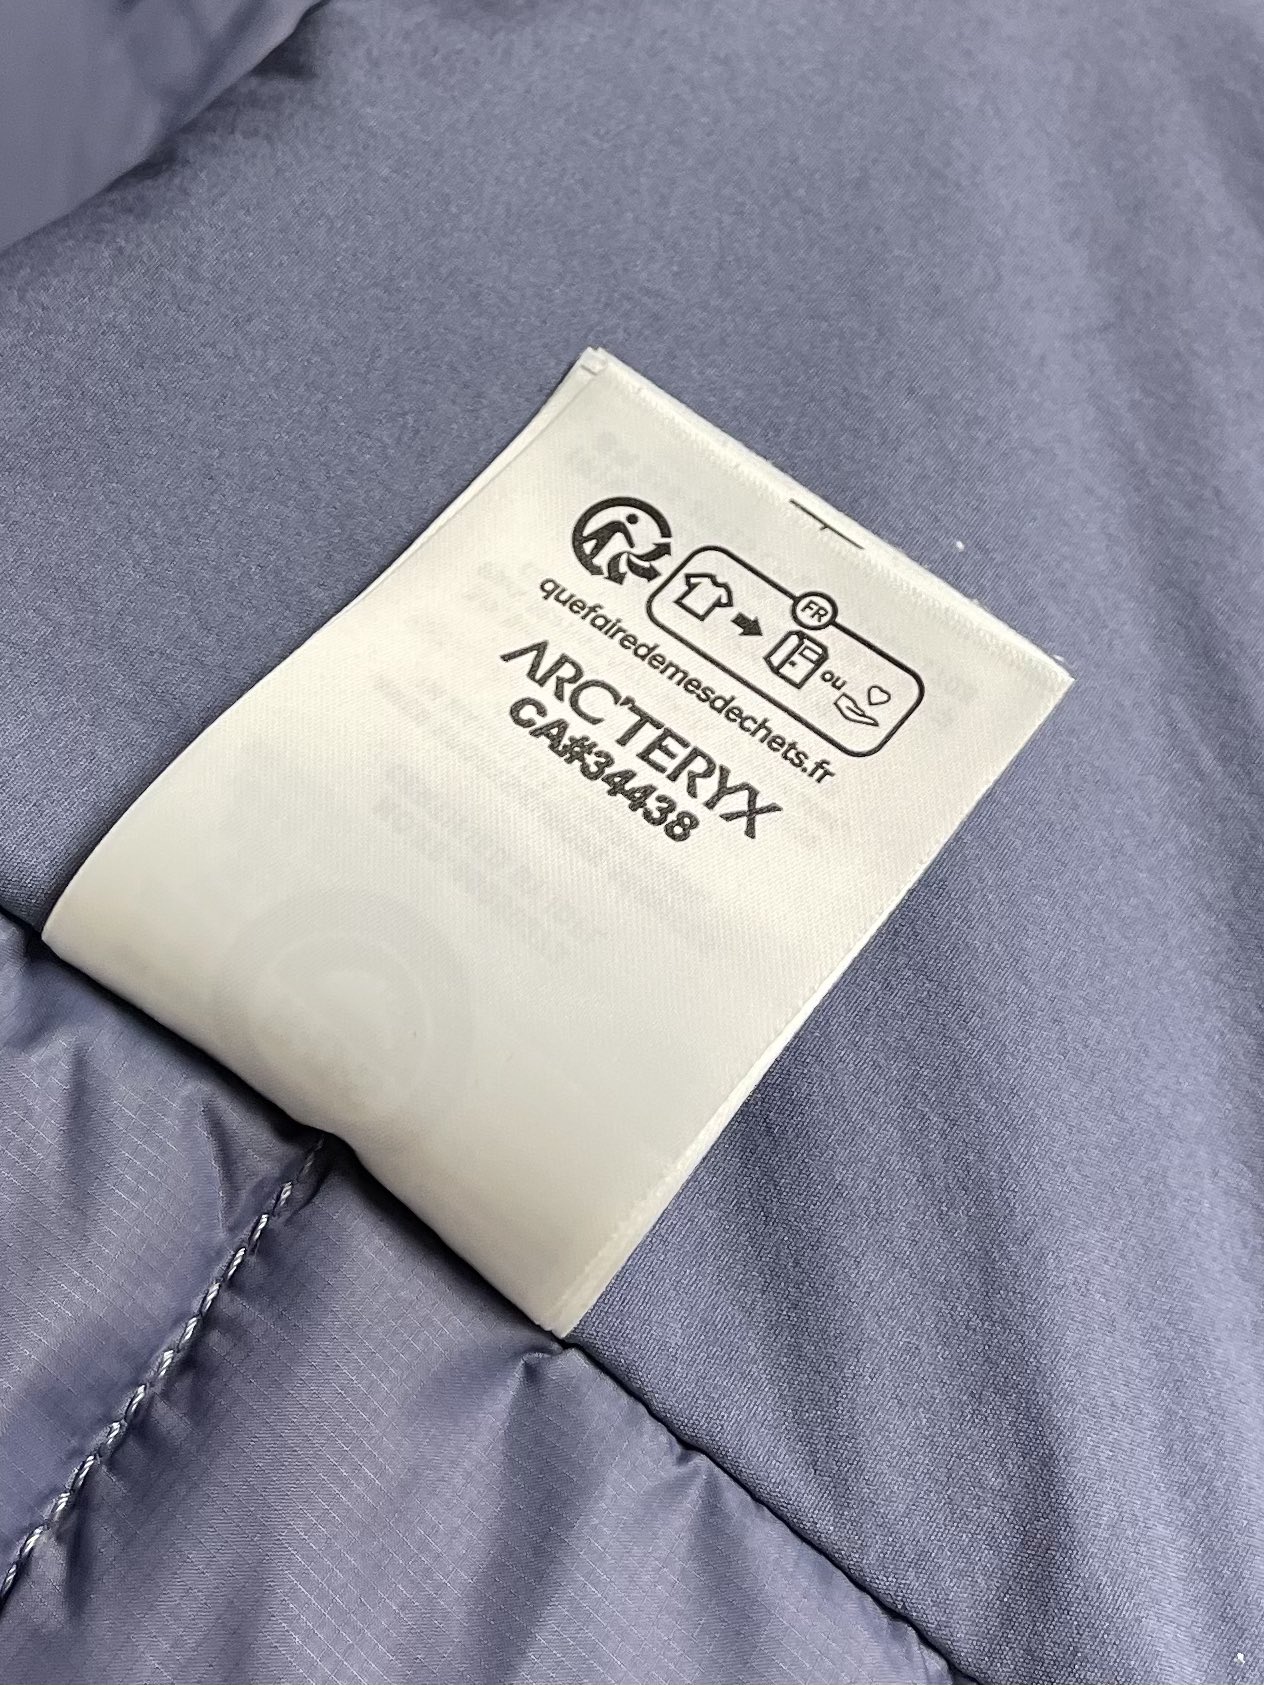 FR
ou
quefairedemesdechets.fr
ARC'TERYX
CA#34438